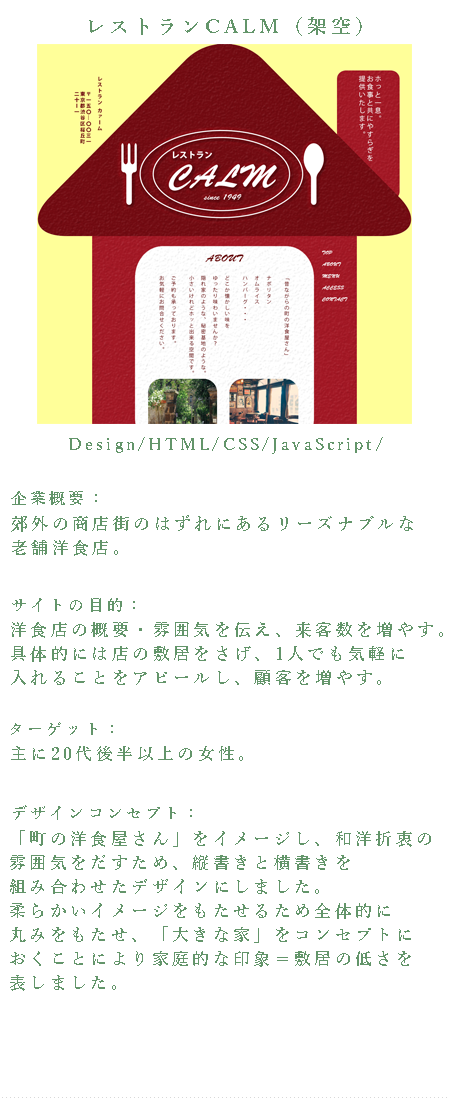 レストランCALM（架空）
レストラン カァーム
〒一五〇-〇〇三一
東京都渋谷区桜丘町
二十ー一
ホっと一息。
お食事と共にやすらぎを
提供いたします。
レストラン
CALM
since 1949
ABOUT
TOP
ABOUT
MENU
ACCESS
CONTACT
「昔ながらの町の洋食屋さん」
ナポリタン
オムライス
ハンバーグ・・・
どこか懐かしい味を
ゆったり味わいませんか？
隠れ家のような、秘密基地のような。
小さいけれどホっと出来る空間です。
ご予約も承っております。
お気軽にお問合せください。
Design/HTML/CSS/JavaScript/
企業概要：
郊外の商店街のはずれにあるリーズナブルな
老舗洋食店。
サイトの目的：
洋食店の概要・雰囲気を伝え、来客数を増やす。
具体的には店の敷居をさげ、1人でも気軽に
入れることをアピールし、顧客を増やす。
ターゲット：
主に20代後半以上の女性。
デザインコンセプト：
「町の洋食屋さん」をイメージし、和洋折衷の
雰囲気をだすため、縦書きと横書きを
組み合わせたデザインにしました。
柔らかいイメージをもたせるため全体的に
丸みをもたせ、「大きな家」をコンセプトに
おくことにより家庭的な印象＝敷居の低さを
表しました。